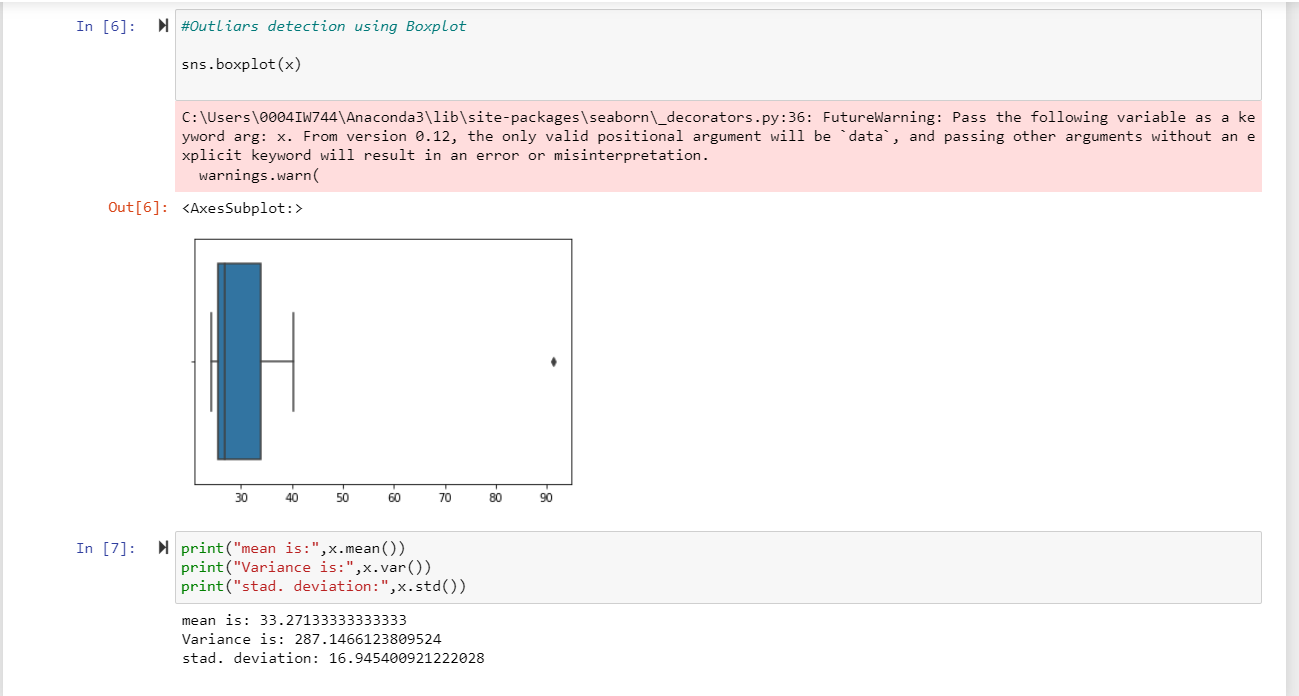 In [6]:
#Outliars detection using Boxplot
sns.boxplot(x)
C:\Users\0004IW744\Anaconda3\lib\site-packages\seaborn\_decorators.py:36: FutureWarning: Pass the following variable as a ke
yword arg: x. From version 0.12, the only valid positional argument will be `data`, and passing other arguments without an e
xplicit keyword will result in an error or misinterpretation.
warnings.warn(
Out[6]: <AxesSubplot:>
30 40 50 60 70 80 90
In [7]:
print("mean is:",x.mean())
print("Variance is:",x.var())
print("stad. deviation:",x.std())
mean is: 33.27133333333333
Variance is: 287.1466123809524
stad. deviation: 16.945400921222028